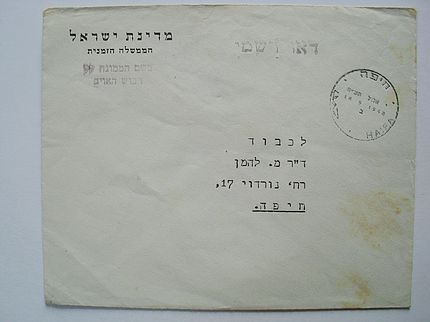 מדינת ישראל
הממשלה הזמנית
דאר רשמי
חיפה
HAIFA
לכבוד
ד"ר מ. להמן
רח' נורדוי 17,
חיפה.